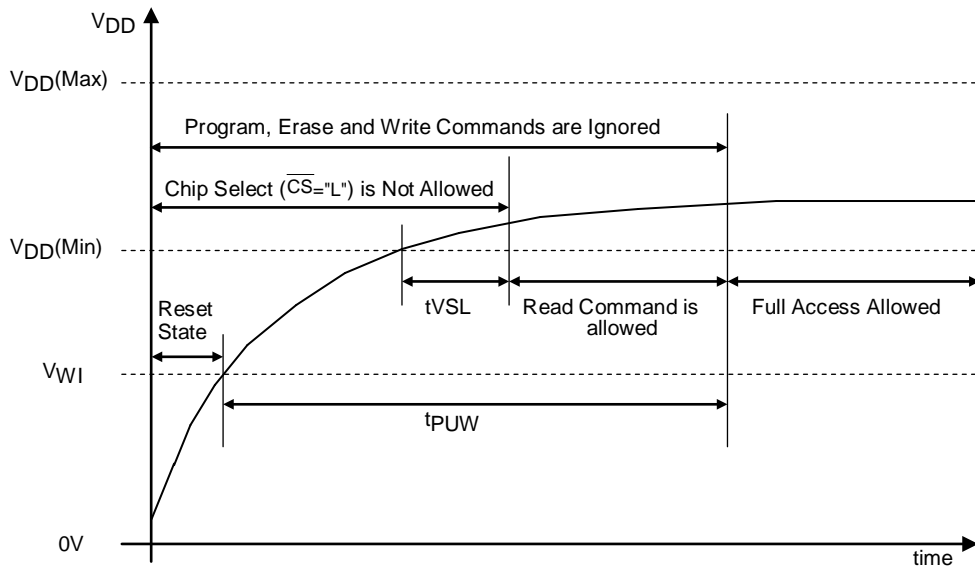 VDD
VDD(Max)
Program, Erase and Write Commands are Ignored
Chip Select (CS="L") is Not Allowed
VDD(Min)
tVSL
Read Command is
allowed
Full Access Allowed
Reset
State
VWI
tPUW
0V
time